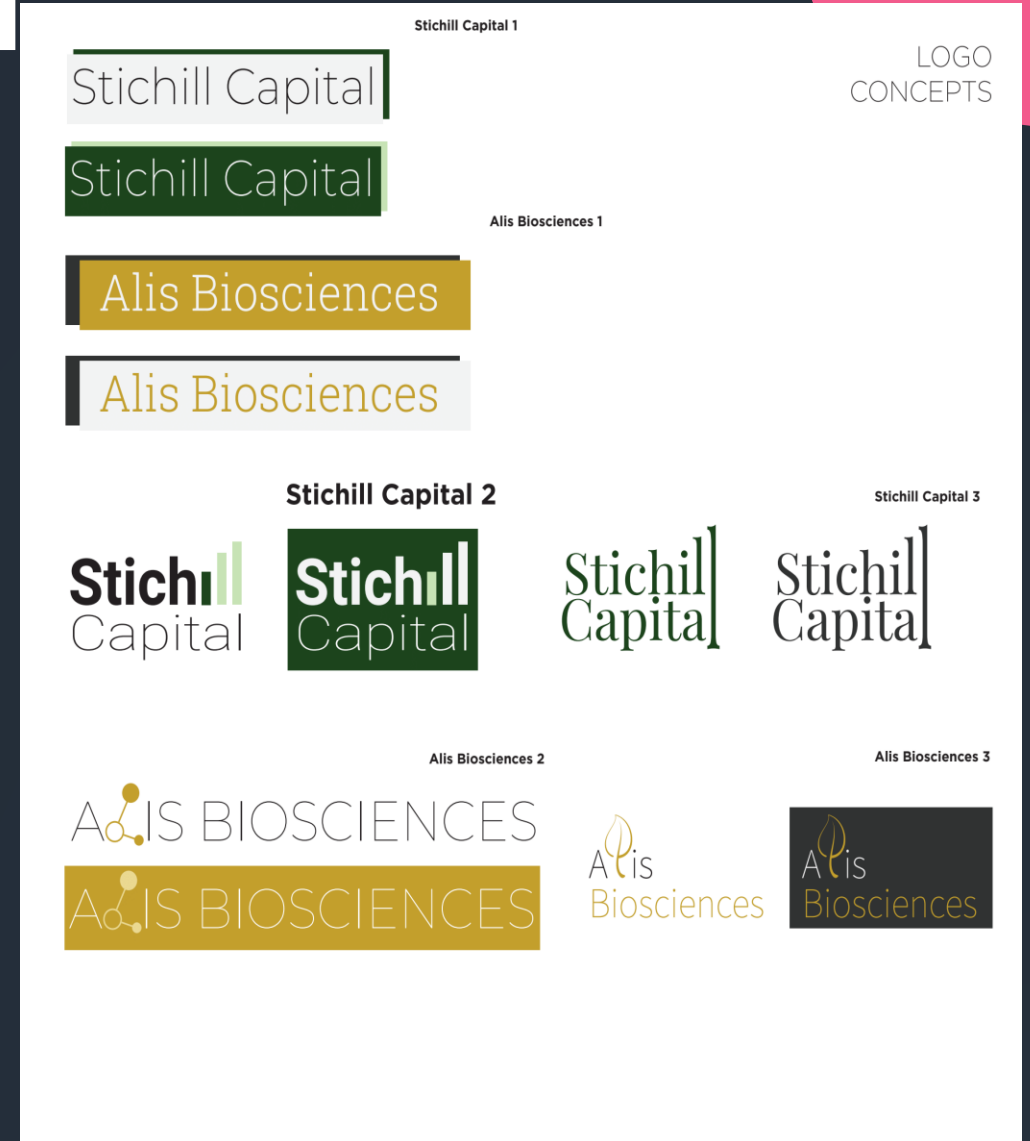 Stichill Capital 1
LOGO
CONCEPTS
Stichill Capital
Stichill Capital
Alis Biosciences 1
Alis Biosciences
Alis Biosciences
Stichill Capital 2
Stichill Capital 3
Stichill
Capital
Stichill
Capital
Stichill
Capital
Stichill
Capital
Alis Biosciences 2
Alis Biosciences 3
ALIS BIOSCIENCES
ALIS BIOSCIENCES
Alis
Biosciences
Alis
Biosciences